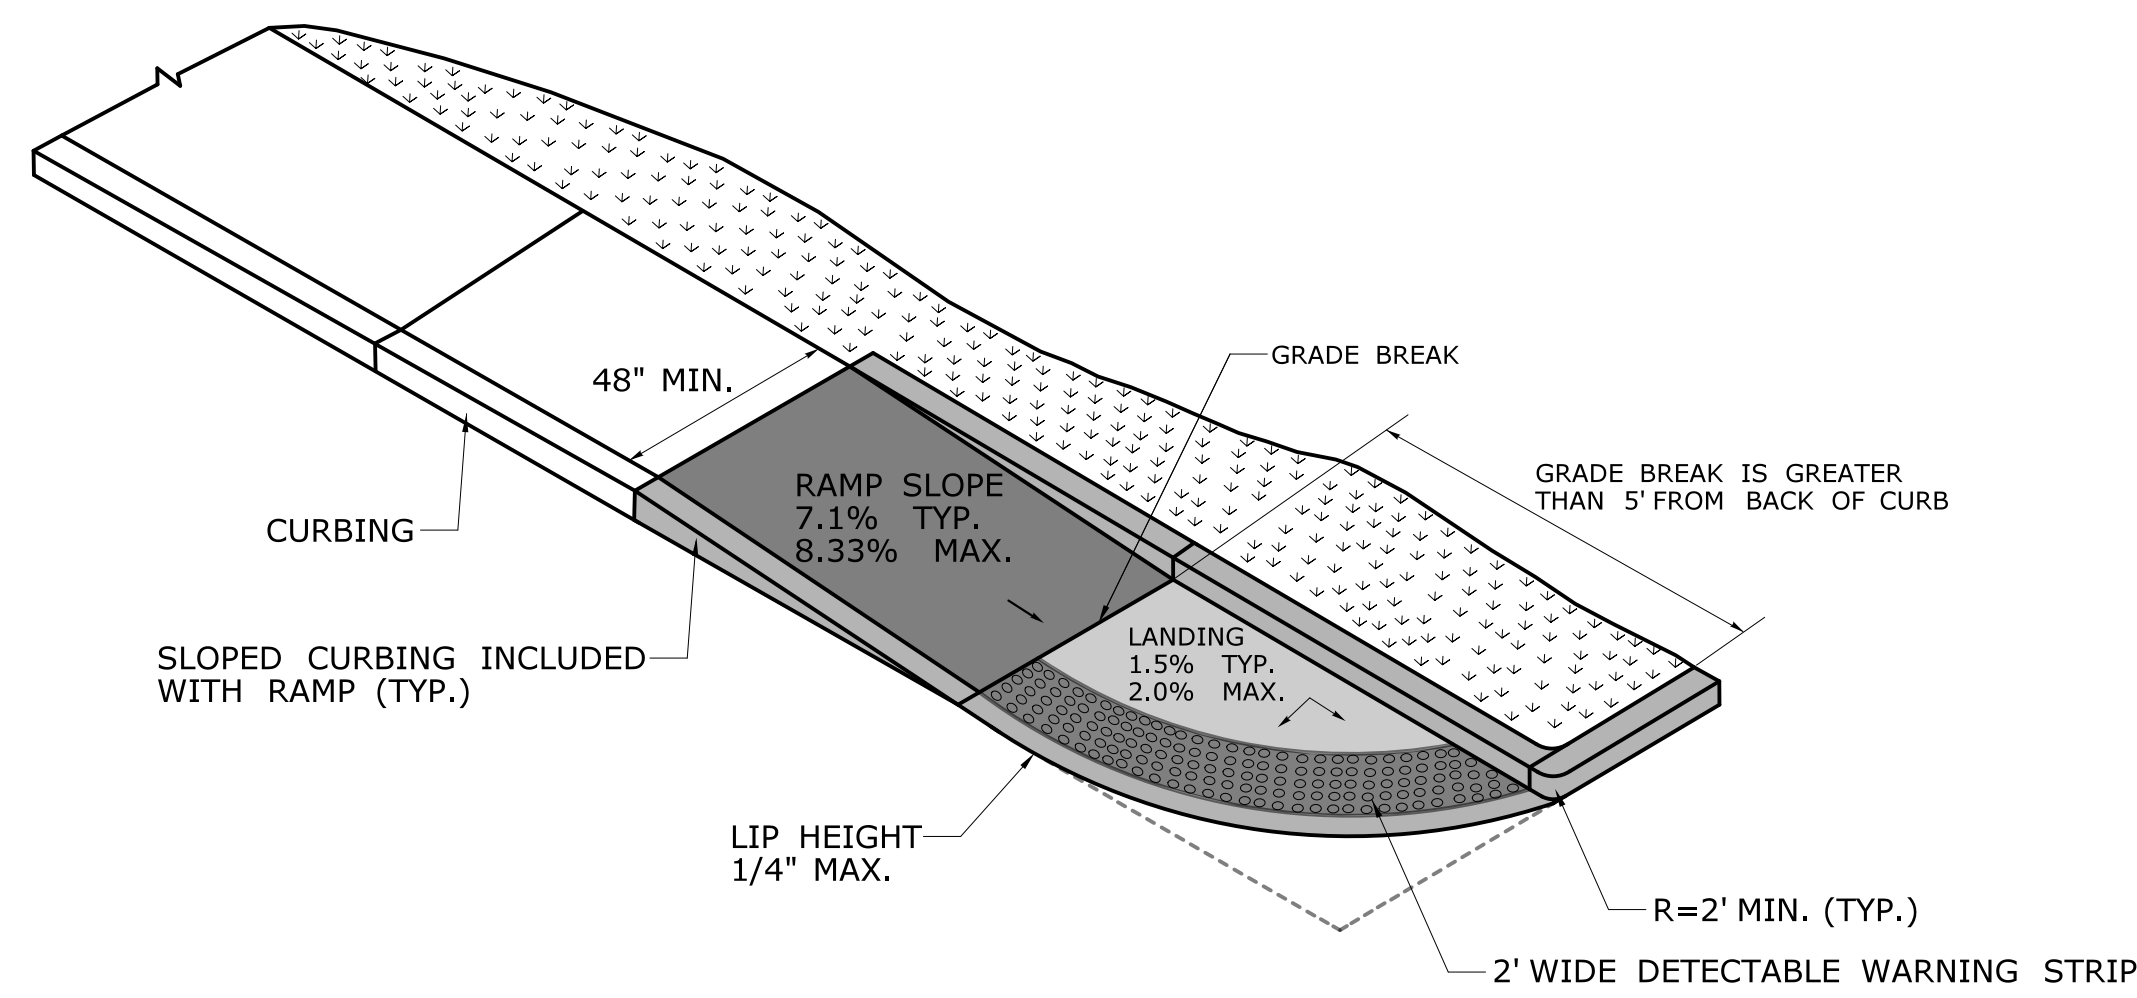 GRADE BREAK
48" MIN.
GRADE BREAK IS GREATER
THAN 5' FROM BACK OF CURB
RAMP SLOPE
7.1% TYP.
8.33% MAX.
CURBING
LANDING
1.5% TYP.
2.0% MAX.
SLOPED CURBING INCLUDED
WITH RAMP (TYP.)
LIP HEIGHT
1/4" MAX.
R=2' MIN. (TYP.)
2' WIDE DETECTABLE WARNING STRIP